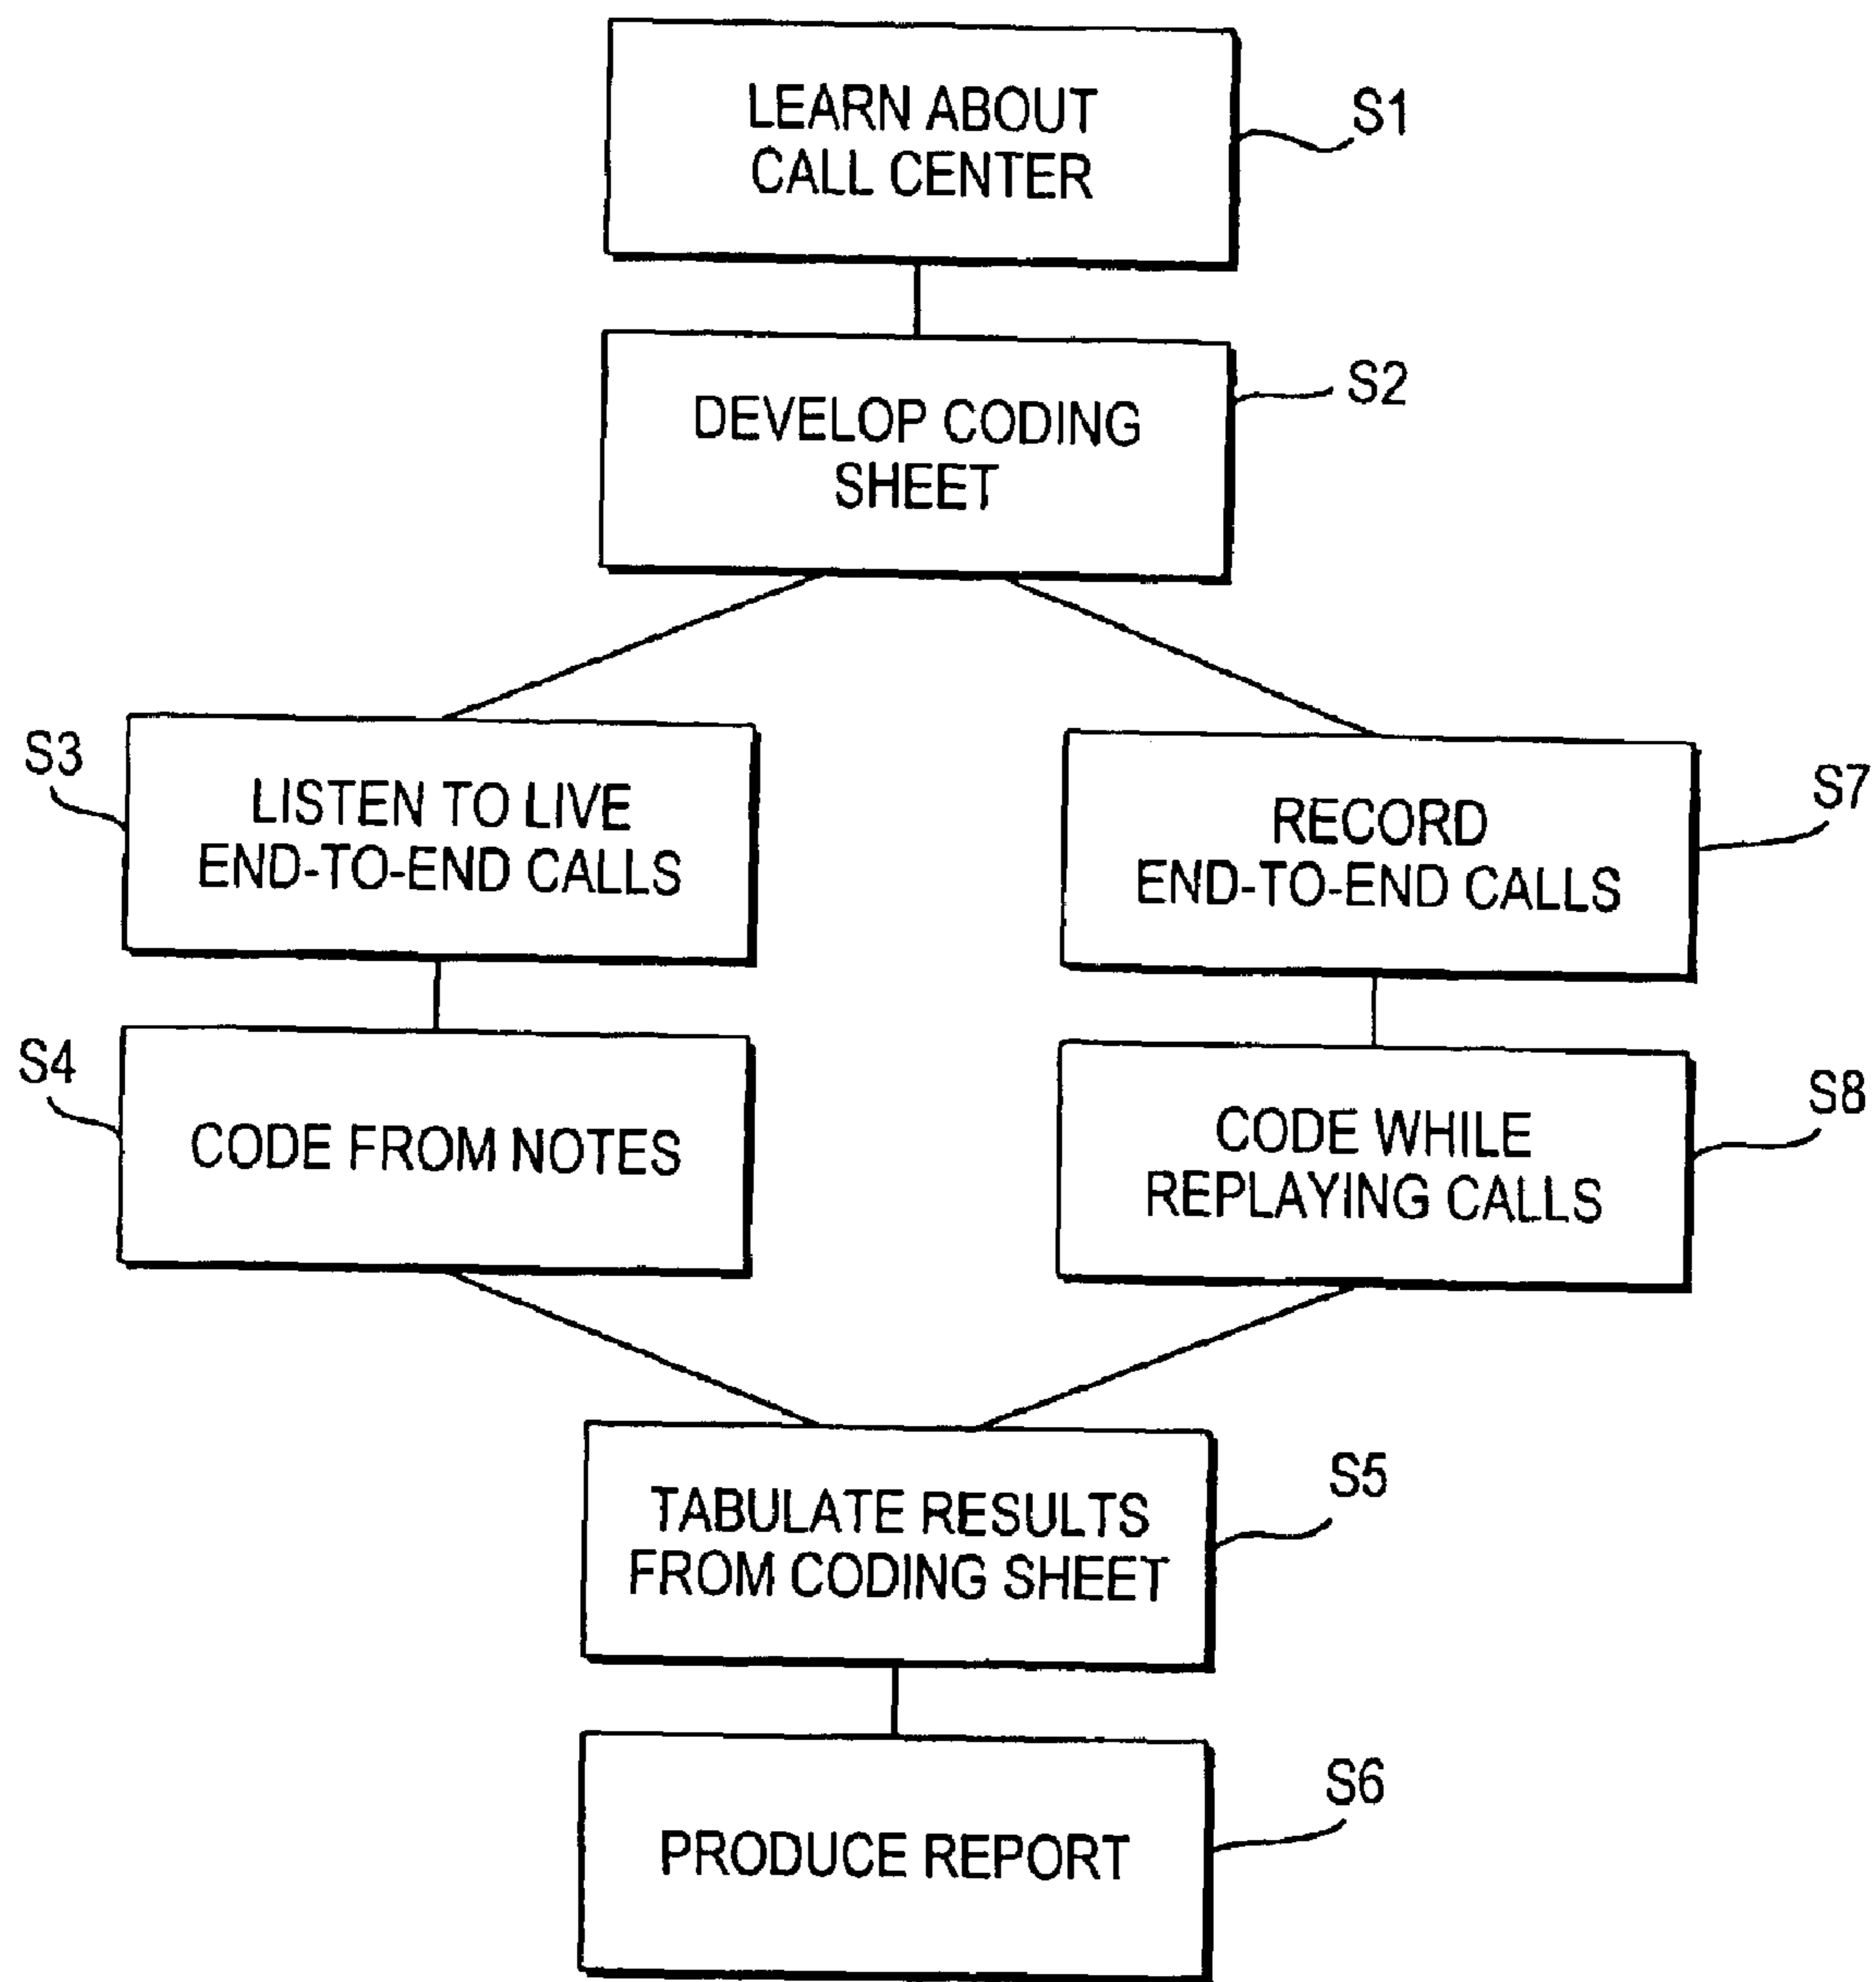 LEARN ABOUT
CALL CENTER
S1
DEVELOP CODING
SHEET
S2
S3
LISTEN TO LIVE
END-TO-END CALLS
RECORD
END-TO-END CALLS
S7
S4
CODE FROM NOTES
CODE WHILE
REPLAYING CALLS
S8
TABULATE RESULTS
FROM CODING SHEET
S5
PRODUCE REPORT
S6